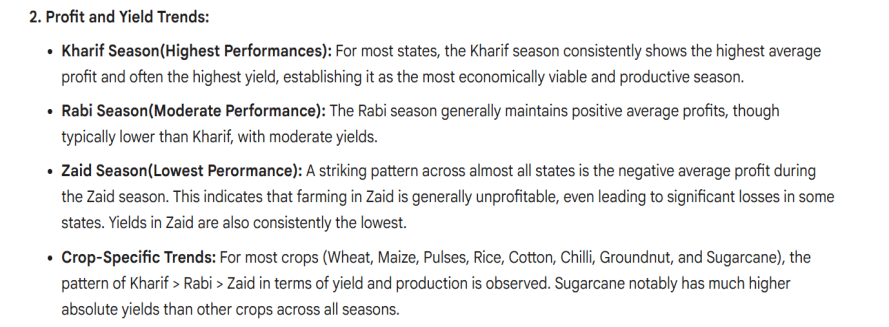 2. Profit and Yield Trends:
• Kharif Season(Highest Performances): For most states, the Kharif season consistently shows the highest average
profit and often the highest yield, establishing it as the most economically viable and productive season.
• Rabi Season(Moderate Performance): The Rabi season generally maintains positive average profits, though
typically lower than Kharif, with moderate yields.
• Zaid Season(Lowest Perormance): A striking pattern across almost all states is the negative average profit during
the Zaid season. This indicates that farming in Zaid is generally unprofitable, even leading to significant losses in some
states. Yields in Zaid are also consistently the lowest.
• Crop-Specific Trends: For most crops (Wheat, Maize, Pulses, Rice, Cotton, Chilli, Groundnut, and Sugarcane), the
pattern of Kharif > Rabi > Zaid in terms of yield and production is observed. Sugarcane notably has much higher
absolute yields than other crops across all seasons.